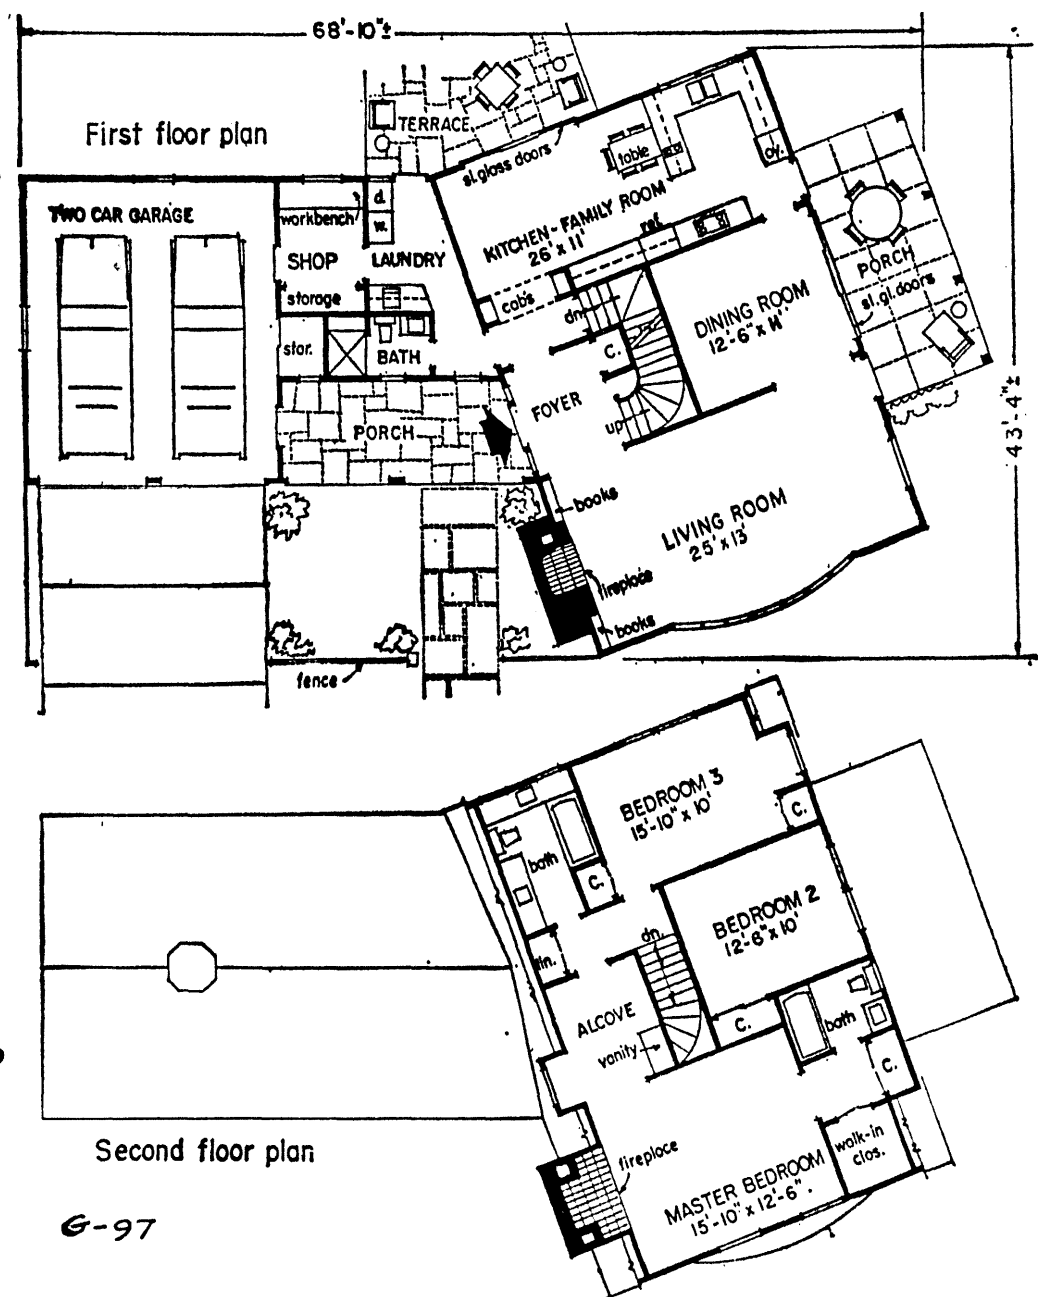 68'-10"±
First floor plan
TERRACE
sl. glass doors
table
ov.
TWO CAR GARAGE
workbench
d.
w.
SHOP
LAUNDRY
storage
stor.
BATH
KITCHEN-FAMILY ROOM
26' x 11'
ref.
cab's
dn.
C.
DINING ROOM
12'-6" x 11'
PORCH
sl. gl. doors
FOYER
up
PORCH
43'-4"±
books
LIVING ROOM
25' x 13'
fireplace
books
fence
BEDROOM 3
15'-10" x 10'
C.
bath
C.
BEDROOM 2
12'-6" x 10'
dn.
lin.
ALCOVE
vanity
C.
bath
C.
Second floor plan
fireplace
walk-in
clos.
MASTER BEDROOM
15'-10" x 12'-6".
G-97